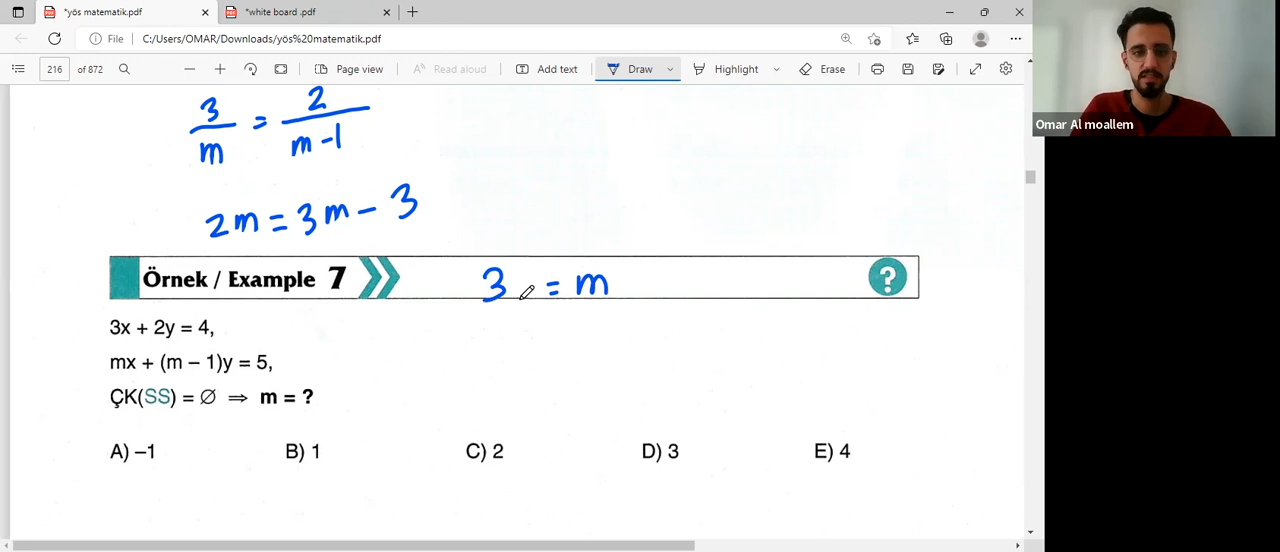 *yös matematik.pdf
*white board .pdf
File C:/Users/OMAR/Downloads/yös%20matematik.pdf
216 of 872 Page view Read aloud Add text Draw Highlight Erase
Omar Al moallem
3/m = 2/(m-1)
2m = 3m - 3
Örnek / Example 7
3 = m
?
3x + 2y = 4,
mx + (m – 1)y = 5,
ÇK(SS) = ∅ ⇒ m = ?
A) –1 B) 1 C) 2 D) 3 E) 4